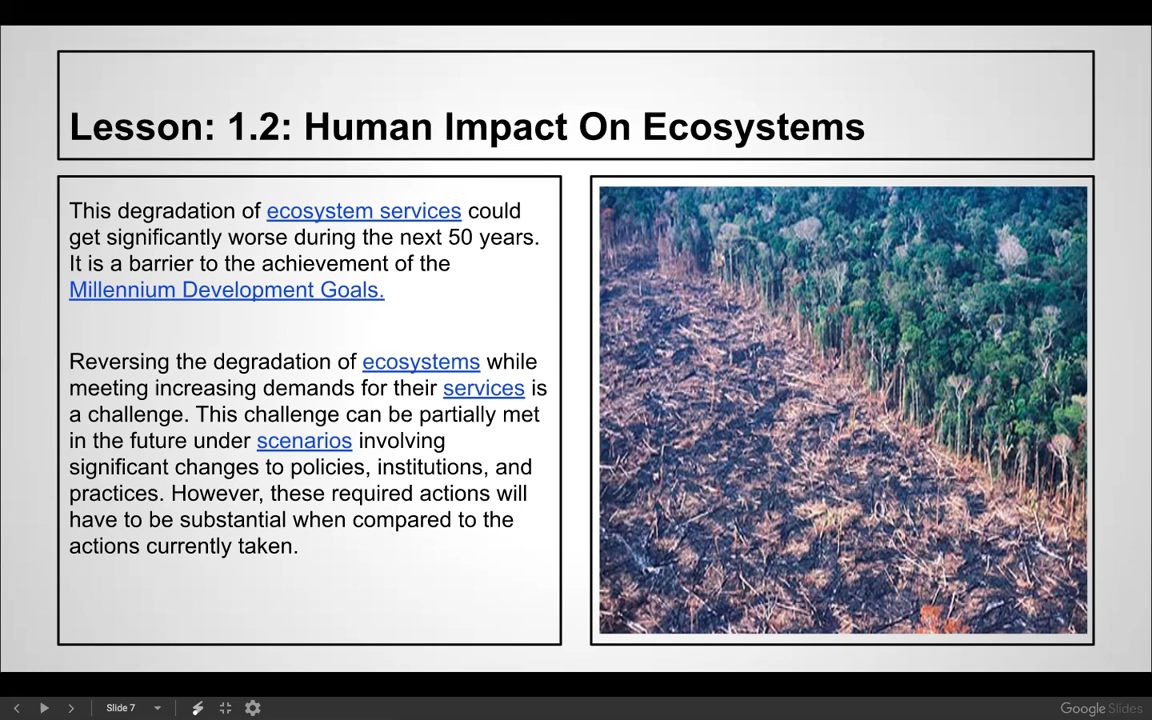 Lesson: 1.2: Human Impact On Ecosystems
This degradation of ecosystem services could
get significantly worse during the next 50 years.
It is a barrier to the achievement of the
Millennium Development Goals.
Reversing the degradation of ecosystems while
meeting increasing demands for their services is
a challenge. This challenge can be partially met
in the future under scenarios involving
significant changes to policies, institutions, and
practices. However, these required actions will
have to be substantial when compared to the
actions currently taken.
Slide 7
Google Slides